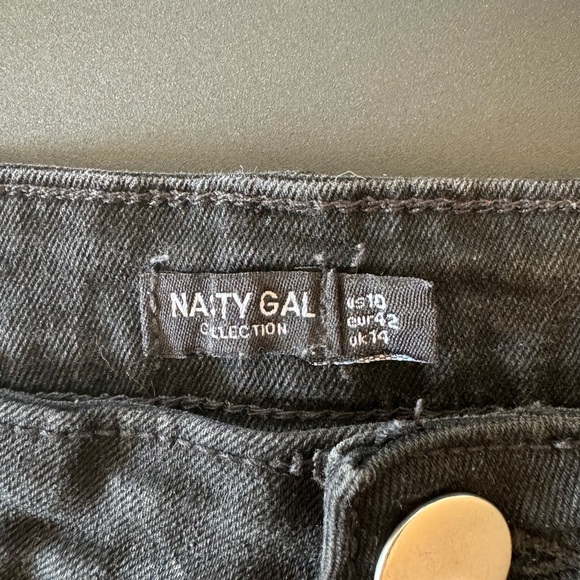 NASTY GAL
COLLECTION
us10
eur42
uk14